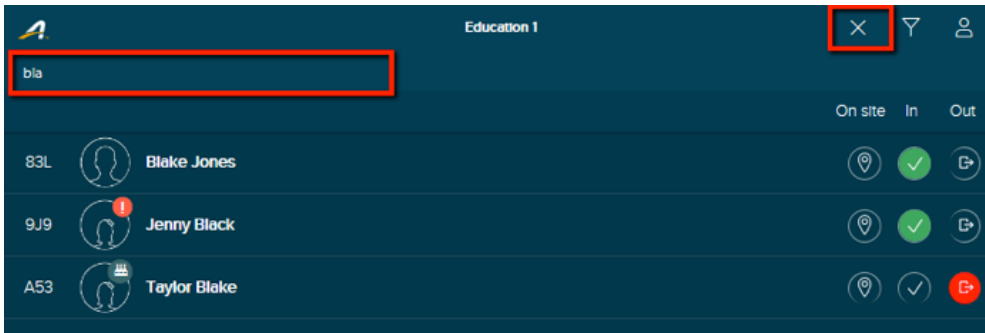 Education 1
bla
On site In Out
83L Blake Jones
9J9 Jenny Black
A53 Taylor Blake